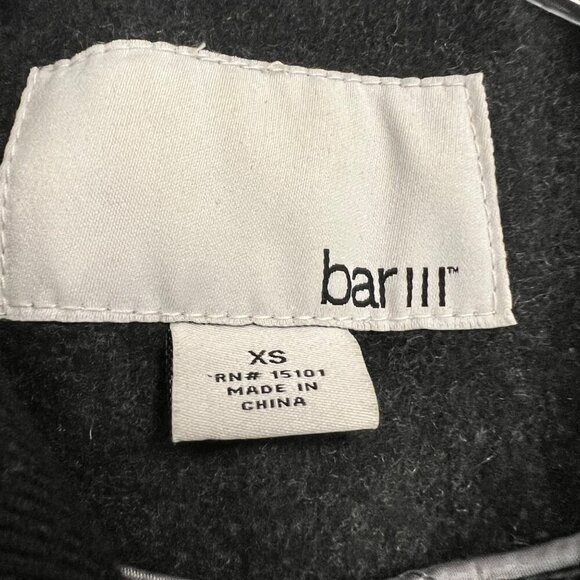 bar III™
XS
RN# 15101
MADE IN
CHINA